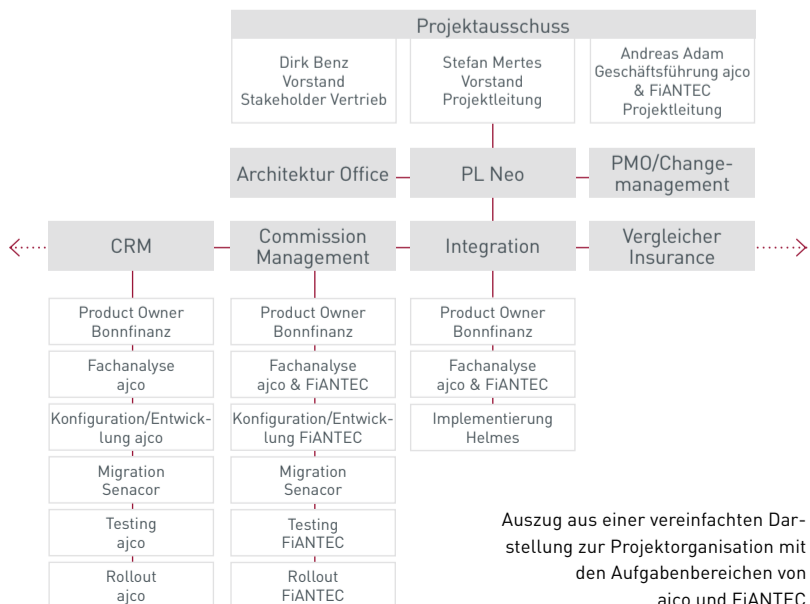 Projektausschuss
Dirk Benz
Vorstand
Stakeholder Vertrieb
Stefan Mertes
Vorstand
Projektleitung
Andreas Adam
Geschäftsführung ajco
& FiANTEC
Projektleitung
Architektur Office
PL Neo
PMO/Change-
management
CRM
Commission
Management
Integration
Vergleicher
Insurance
Product Owner
Bonnfinanz
Fachanalyse
ajco
Konfiguration/Entwick-
lung ajco
Migration
Senacor
Testing
ajco
Rollout
ajco
Product Owner
Bonnfinanz
Fachanalyse
ajco & FiANTEC
Konfiguration/Entwick-
lung FiANTEC
Migration
Senacor
Testing
FiANTEC
Rollout
FiANTEC
Product Owner
Bonnfinanz
Fachanalyse
ajco & FiANTEC
Implementierung
Helmes
Auszug aus einer vereinfachten Dar-
stellung zur Projektorganisation mit
den Aufgabenbereichen von
ajco und FiANTEC